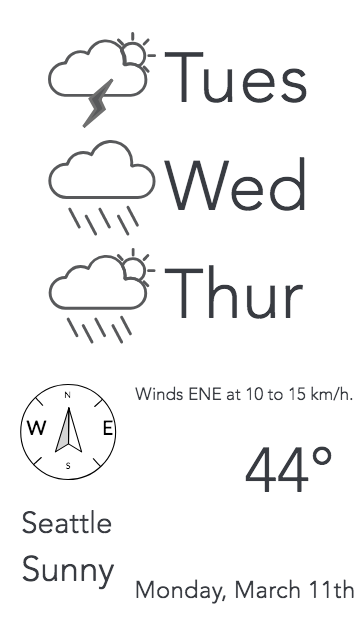 Tues
Wed
Thur
Winds ENE at 10 to 15 km/h.
N
W E
S
44°
Seattle
Sunny
Monday, March 11th